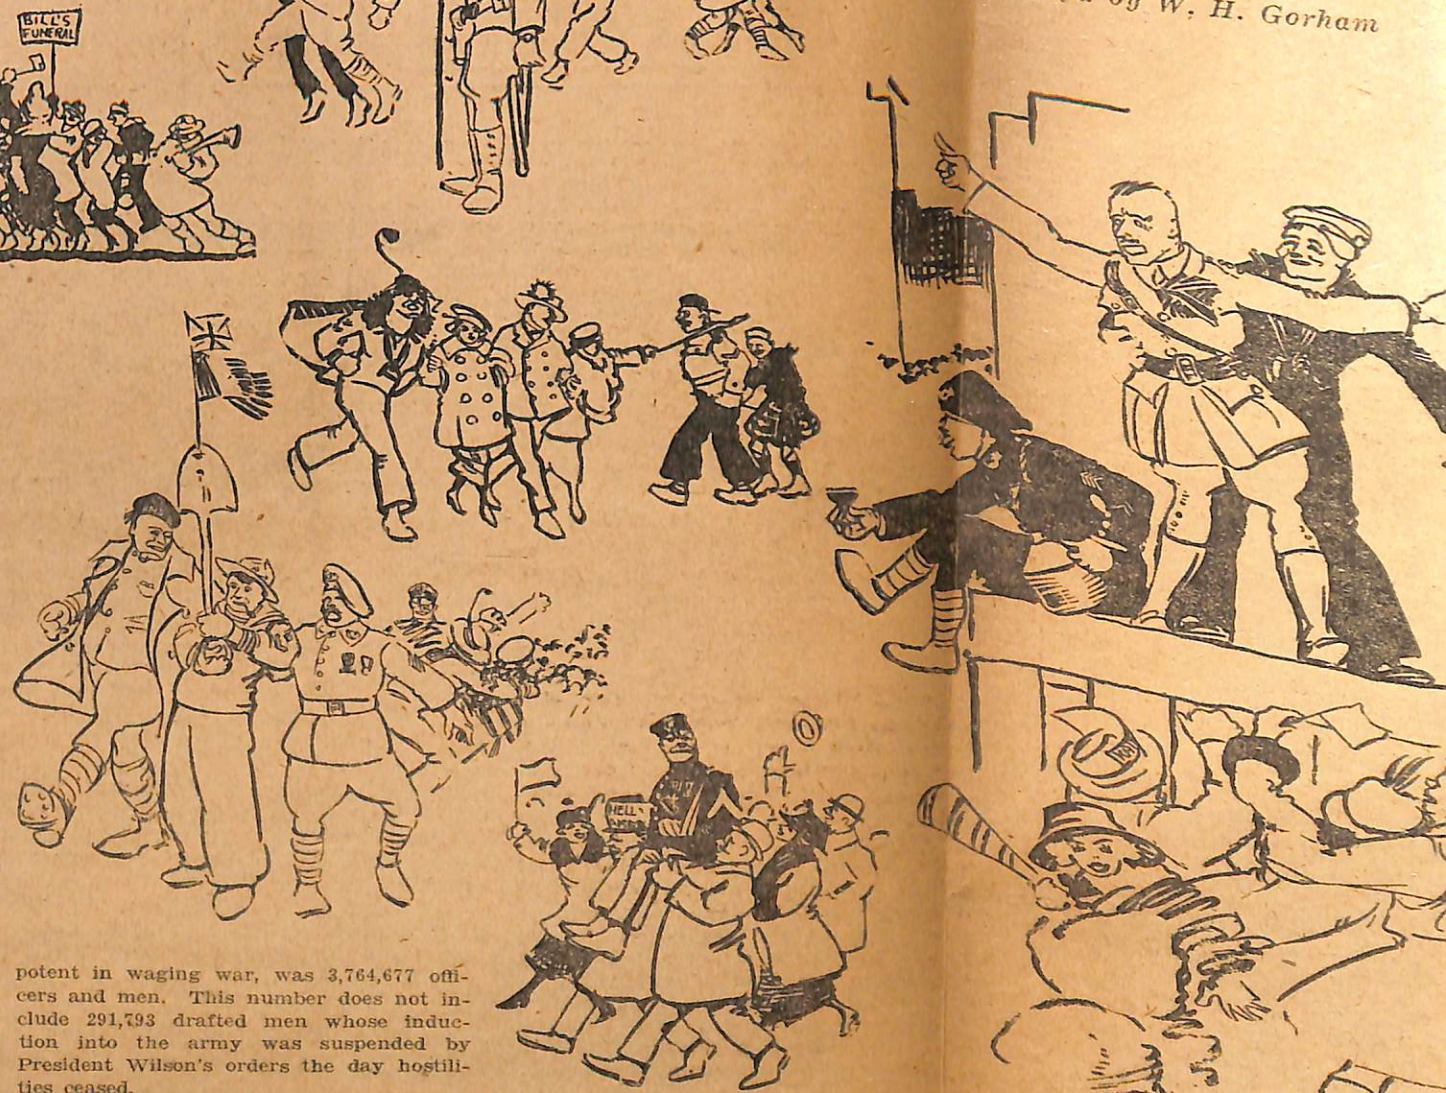 BILL'S
FUNERAL
by W. H. Gorham
HELL
potent in waging war, was 3,764,677 offi-
cers and men. This number does not in-
clude 291,793 drafted men whose induc-
tion into the army was suspended by
President Wilson's orders the day hostili-
ties ceased.